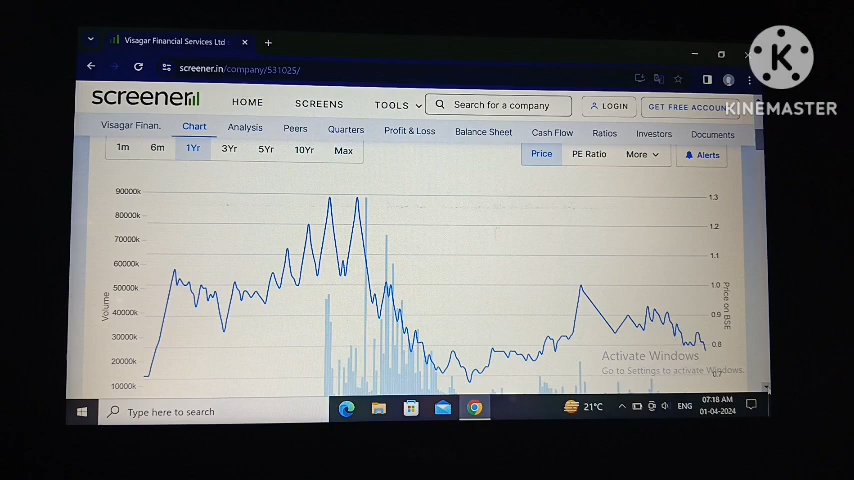 Visagar Financial Services Ltd
screener.in/company/531025/
KINEMASTER
screener
HOME
SCREENS
TOOLS
Search for a company
LOGIN
GET FREE ACCOUN
Visagar Finan.
Chart
Analysis
Peers
Quarters
Profit & Loss
Balance Sheet
Cash Flow
Ratios
Investors
Documents
1m
6m
1Yr
3Yr
5Yr
10Yr
Max
Price
PE Ratio
More
Alerts
90000k
80000k
70000k
60000k
50000k
40000k
30000k
20000k
10000k
Volume
1.3
1.2
1.1
1.0
0.9
0.8
0.7
Price on BSE
Activate Windows
Go to Settings to activate Windows.
Type here to search
21°C
ENG
07:18 AM
01-04-2024